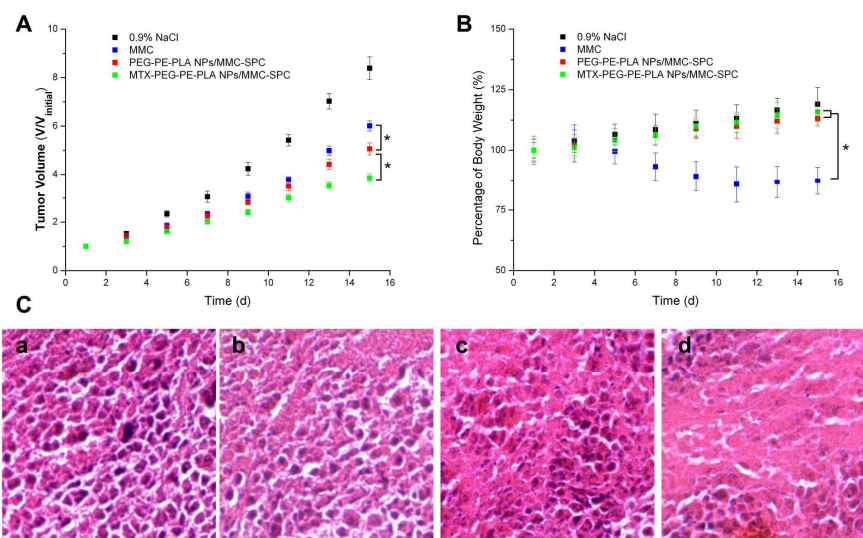 A
10
8
6
4
2
0
Tumor Volume (V/Vinitial)
0.9% NaCl
MMC
PEG-PE-PLA NPs/MMC-SPC
MTX-PEG-PE-PLA NPs/MMC-SPC
*
*
0 2 4 6 8 10 12 14 16
Time (d)
B
150
125
100
75
50
Percentage of Body Weight (%)
0.9% NaCl
MMC
PEG-PE-PLA NPs/MMC-SPC
MTX-PEG-PE-PLA NPs/MMC-SPC
*
0 2 4 6 8 10 12 14 16
Time (d)
C
a
b
c
d